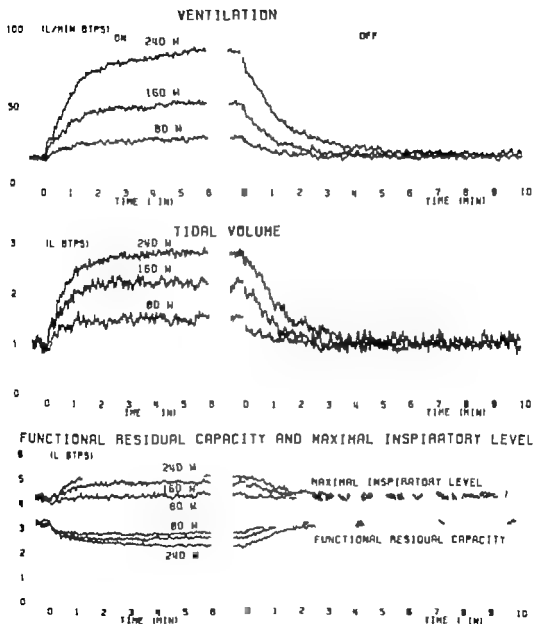 VENTILATION
100 (L/MIN BTPS) ON 240 W OFF
160 W
50
80 W
0
0 1 2 3 4 5 6 0 1 2 3 4 5 6 7 8 9 10
TIME ( IN) TIME (MIN)
TIDAL VOLUME
3 (L BTPS) 240 W
160 W
2
80 W
1
0
0 1 2 3 4 5 6 0 1 2 3 4 5 6 7 8 9 10
IME IN) TIME (MIN)
FUNCTIONAL RESIDUAL CAPACITY AND MAXIMAL INSPIRATORY LEVEL
6 (L BTPS)
240 W
5 160 W MAXIMAL INSPIRATORY LEVEL
4 80 W
3 80 W
FUNCTIONAL RESIDUAL CAPACITY
2 240 W
1
0
0 1 2 3 4 5 6 0 1 2 3 4 5 6 7 8 9 10
TIME (MIN) TIME ( IN)